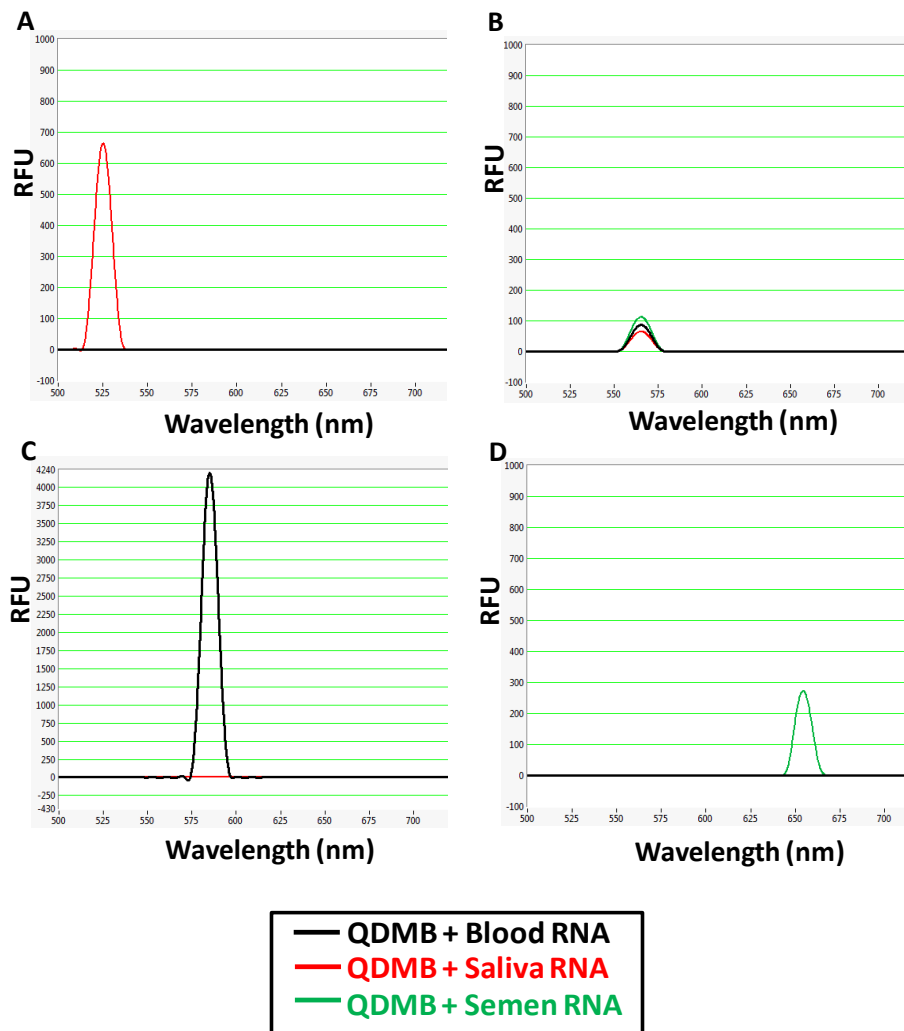 A
1000
900
800
700
600
500
400
300
200
100
0
-100
RFU
500 525 550 575 600 625 650 675 700
Wavelength (nm)
B
1000
900
800
700
600
500
400
300
200
100
0
-100
RFU
500 525 550 575 600 625 650 675 700
Wavelength (nm)
C
4240
4000
3750
3500
3250
3000
2750
2500
2250
2000
1750
1500
1250
1000
750
500
250
0
-250
-430
RFU
500 525 550 575 600 625 650 675 700
Wavelength (nm)
D
1000
900
800
700
600
500
400
300
200
100
0
-100
RFU
500 525 550 575 600 625 650 675 700
Wavelength (nm)
QDMB + Blood RNA
QDMB + Saliva RNA
QDMB + Semen RNA